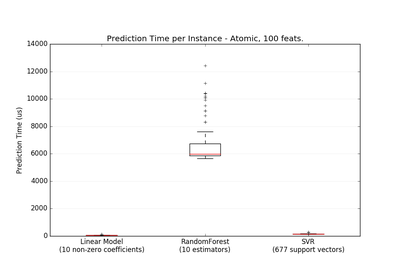 Prediction Time per Instance - Atomic, 100 feats.
14000
12000
10000
8000
6000
4000
2000
0
Prediction Time (us)
Linear Model
(10 non-zero coefficients)
RandomForest
(10 estimators)
SVR
(677 support vectors)